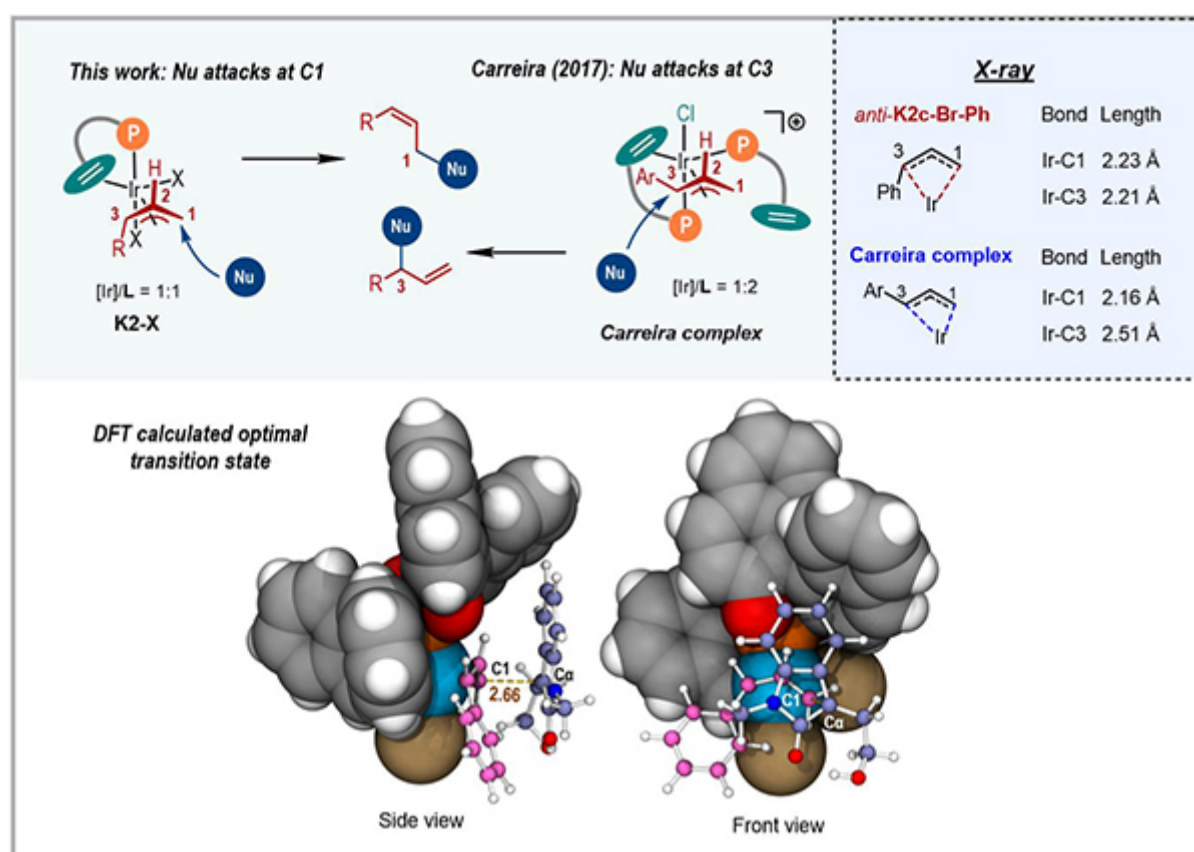 This work: Nu attacks at C1
P
H
Ir
X
2
3
1
X
R
Nu
[Ir]/L = 1:1
K2-X
R
1
Nu
Nu
R
3
Carreira (2017): Nu attacks at C3
Cl
H
Ir
P
3
2
Ar
1
P
Nu
[Ir]/L = 1:2
Carreira complex
⊕
X-ray
anti-K2c-Br-Ph Bond Length
3 1
Ph
Ir
Ir-C1 2.23 Å
Ir-C3 2.21 Å
Carreira complex Bond Length
Ar 3 1
Ir
Ir-C1 2.16 Å
Ir-C3 2.51 Å
DFT calculated optimal
transition state
C1
Cα
2.66
C1
Cα
Side view
Front view